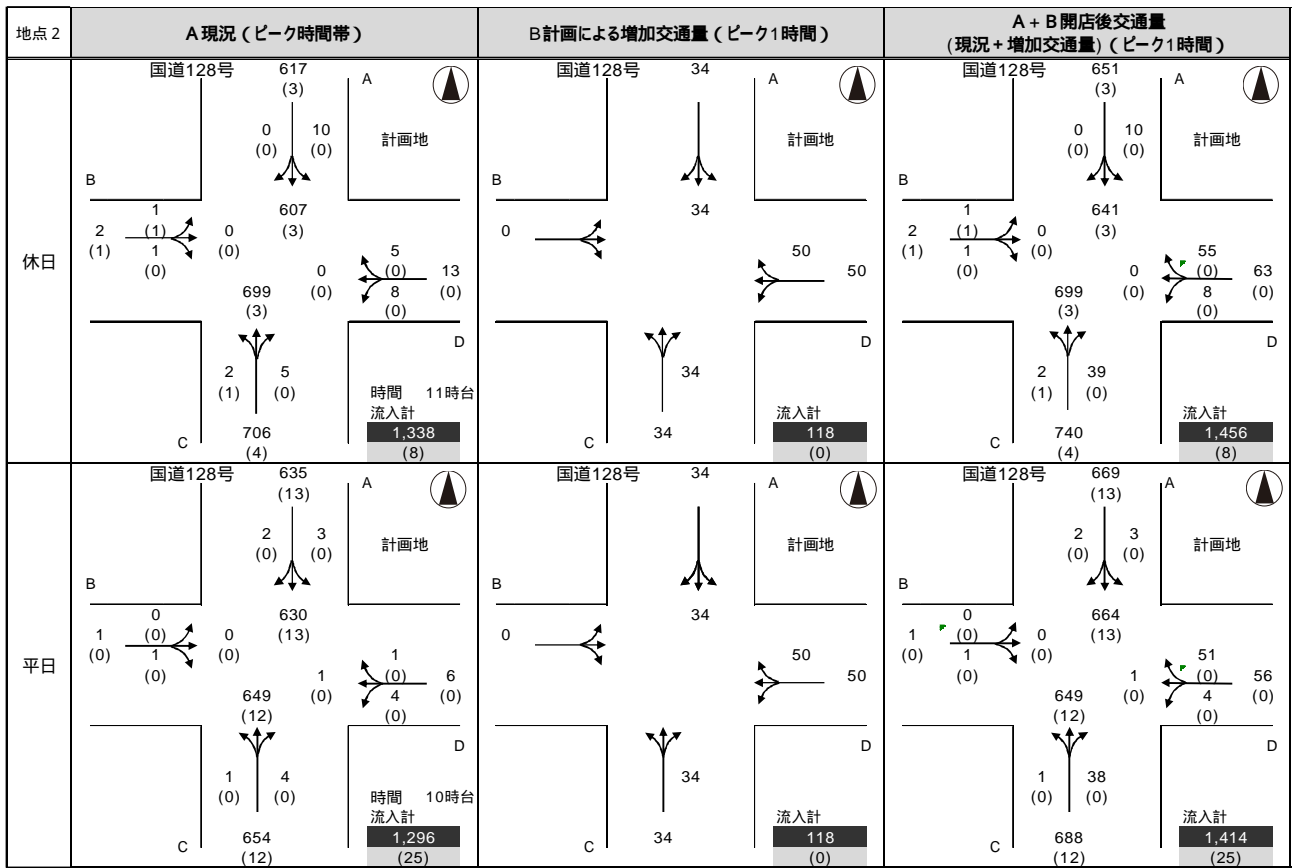 地点2
A現況（ピーク時間帯）
B計画による増加交通量（ピーク1時間）
A+B開店後交通量
(現況+増加交通量)（ピーク1時間）
休日
国道128号 617
(3)
A
0 10
(0) (0)
計画地
B
607
(3)
1
2 (1) 0
(1) 1 (0)
(0)
5
0 (0) 13
(0) 8 (0)
(0)
699
(3)
D
2 5
(1) (0)
時間 11時台
流入計
C 706 1,338
(4) (8)
国道128号 34
A
計画地
B
34
0
50
50
D
34
流入計
C 34 118
(0)
国道128号 651
(3)
A
0 10
(0) (0)
計画地
B
641
(3)
1
2 (1) 0
(1) 1 (0)
(0)
55
0 (0) 63
(0) 8 (0)
(0)
699
(3)
D
2 39
(1) (0)
流入計
C 740 1,456
(4) (8)
平日
国道128号 635
(13)
A
2 3
(0) (0)
計画地
B
630
(13)
0
1 (0) 0
(0) 1 (0)
(0)
1
1 (0) 6
(0) 4 (0)
(0)
649
(12)
D
1 4
(0) (0)
時間 10時台
流入計
C 654 1,296
(12) (25)
国道128号 34
A
計画地
B
34
0
50
50
D
34
流入計
C 34 118
(0)
国道128号 669
(13)
A
2 3
(0) (0)
計画地
B
664
(13)
0
1 (0) 0
(0) 1 (0)
(0)
51
1 (0) 56
(0) 4 (0)
(0)
649
(12)
D
1 38
(0) (0)
流入計
C 688 1,414
(12) (25)